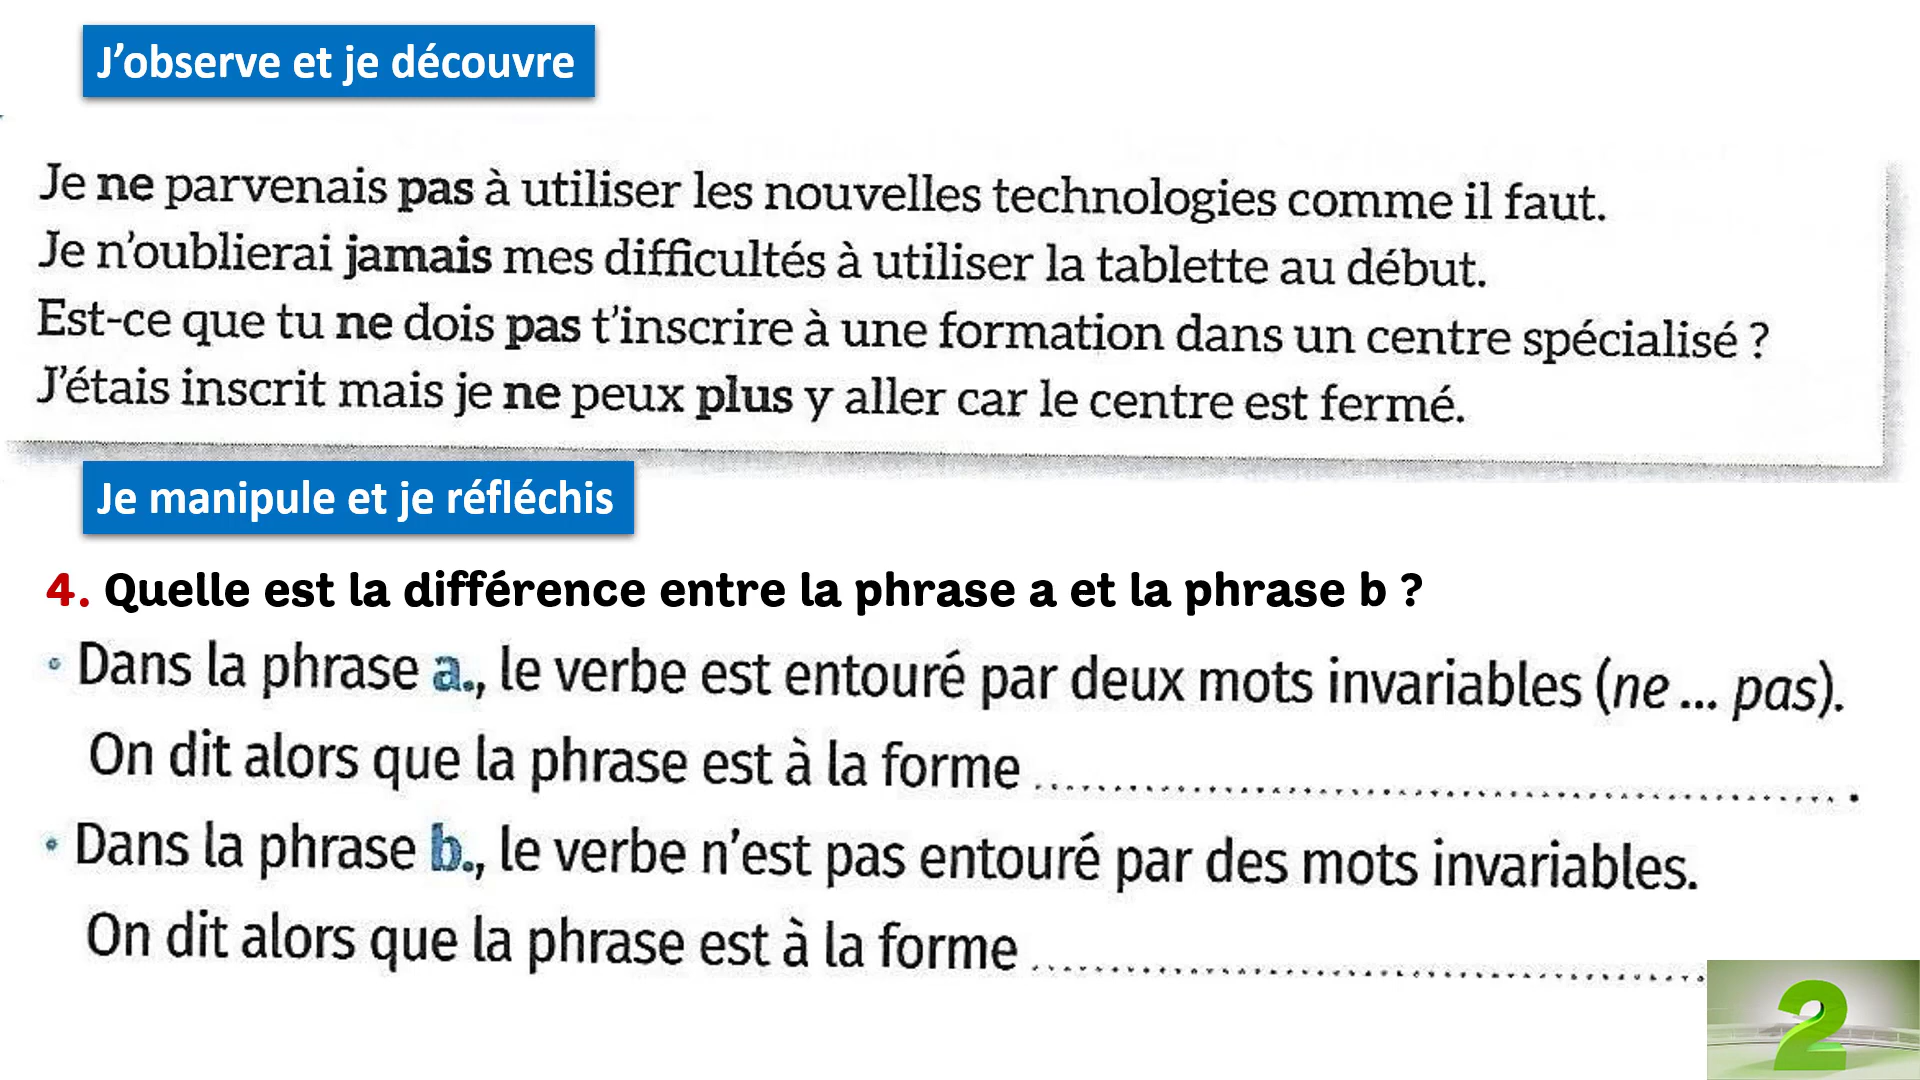 J’observe et je découvre
Je ne parvenais pas à utiliser les nouvelles technologies comme il faut.
Je n’oublierai jamais mes difficultés à utiliser la tablette au début.
Est-ce que tu ne dois pas t’inscrire à une formation dans un centre spécialisé ?
J’étais inscrit mais je ne peux plus y aller car le centre est fermé.
Je manipule et je réfléchis
4. Quelle est la différence entre la phrase a et la phrase b ?
• Dans la phrase a., le verbe est entouré par deux mots invariables (ne ... pas).
On dit alors que la phrase est à la forme ............................................................ .
• Dans la phrase b., le verbe n’est pas entouré par des mots invariables.
On dit alors que la phrase est à la forme ..................................................
2